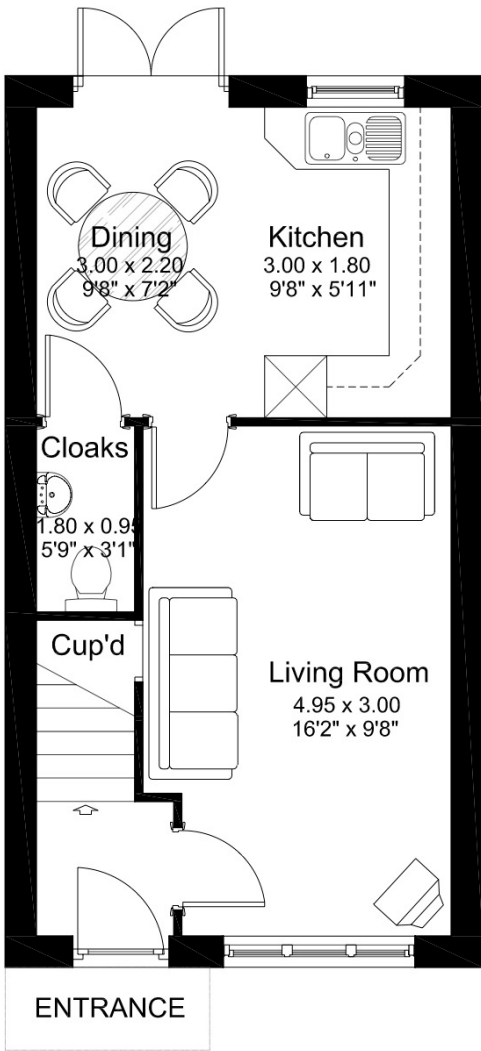 Dining
3.00 x 2.20
9'8" x 7'2"
Kitchen
3.00 x 1.80
9'8" x 5'11"
Cloaks
1.80 x 0.95
5'9" x 3'1"
Cup'd
Living Room
4.95 x 3.00
16'2" x 9'8"
ENTRANCE